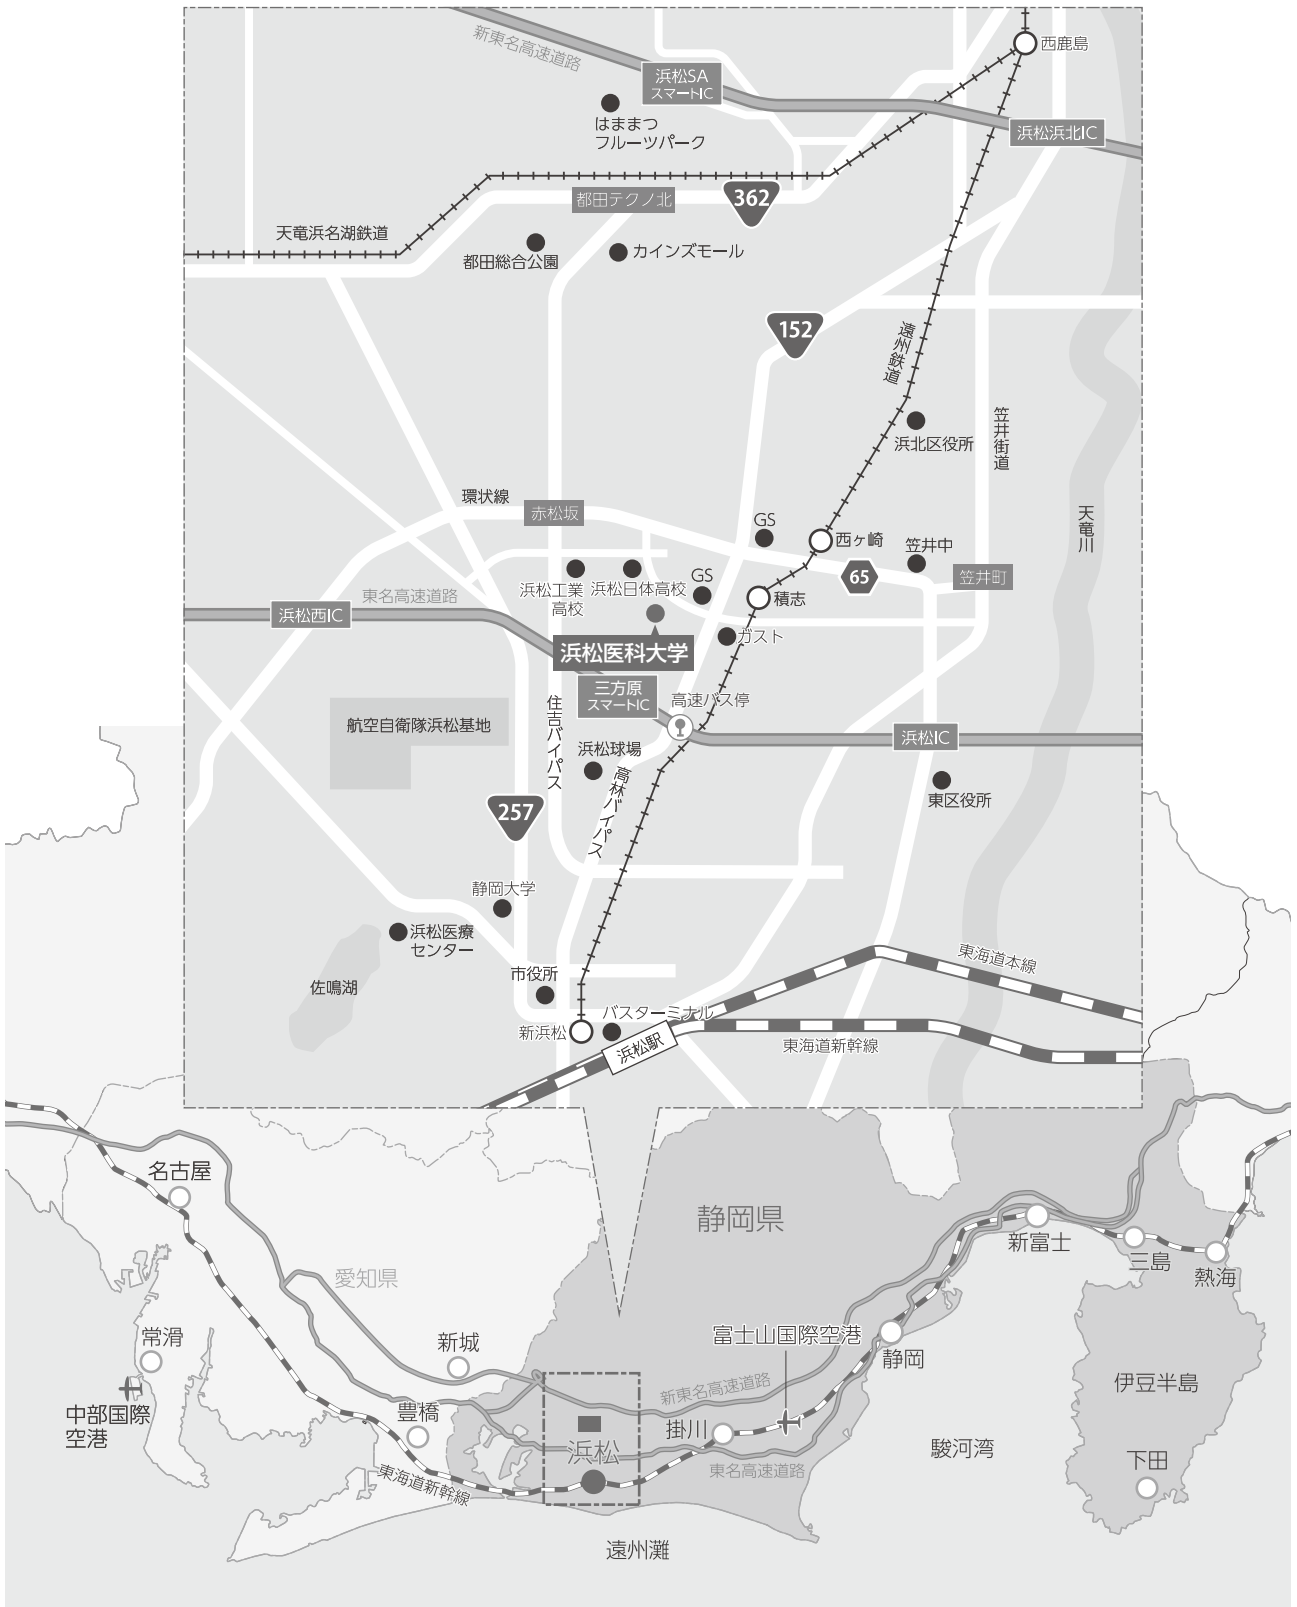 新東名高速道路
西鹿島
浜松SA
スマートIC
浜松浜北IC
はままつ
フルーツパーク
都田テクノ北
362
天竜浜名湖鉄道
都田総合公園
カインズモール
152
遠州鉄道
浜北区役所
笠井街道
天竜川
環状線
赤松坂
GS
西ヶ崎
笠井中
浜松工業
高校
浜松日体高校
GS
65
笠井町
積志
東名高速道路
浜松西IC
ガスト
浜松医科大学
三方原
スマートIC
高速バス停
住吉バイパス
航空自衛隊浜松基地
浜松IC
浜松球場
高林バイパス
東区役所
257
静岡大学
浜松医療
センター
市役所
佐鳴湖
新浜松
バスターミナル
浜松駅
東海道本線
東海道新幹線
名古屋
静岡県
新富士
三島
熱海
愛知県
常滑
新城
富士山国際空港
静岡
伊豆半島
中部国際
空港
豊橋
新東名高速道路
掛川
浜松
東名高速道路
駿河湾
下田
東海道新幹線
遠州灘